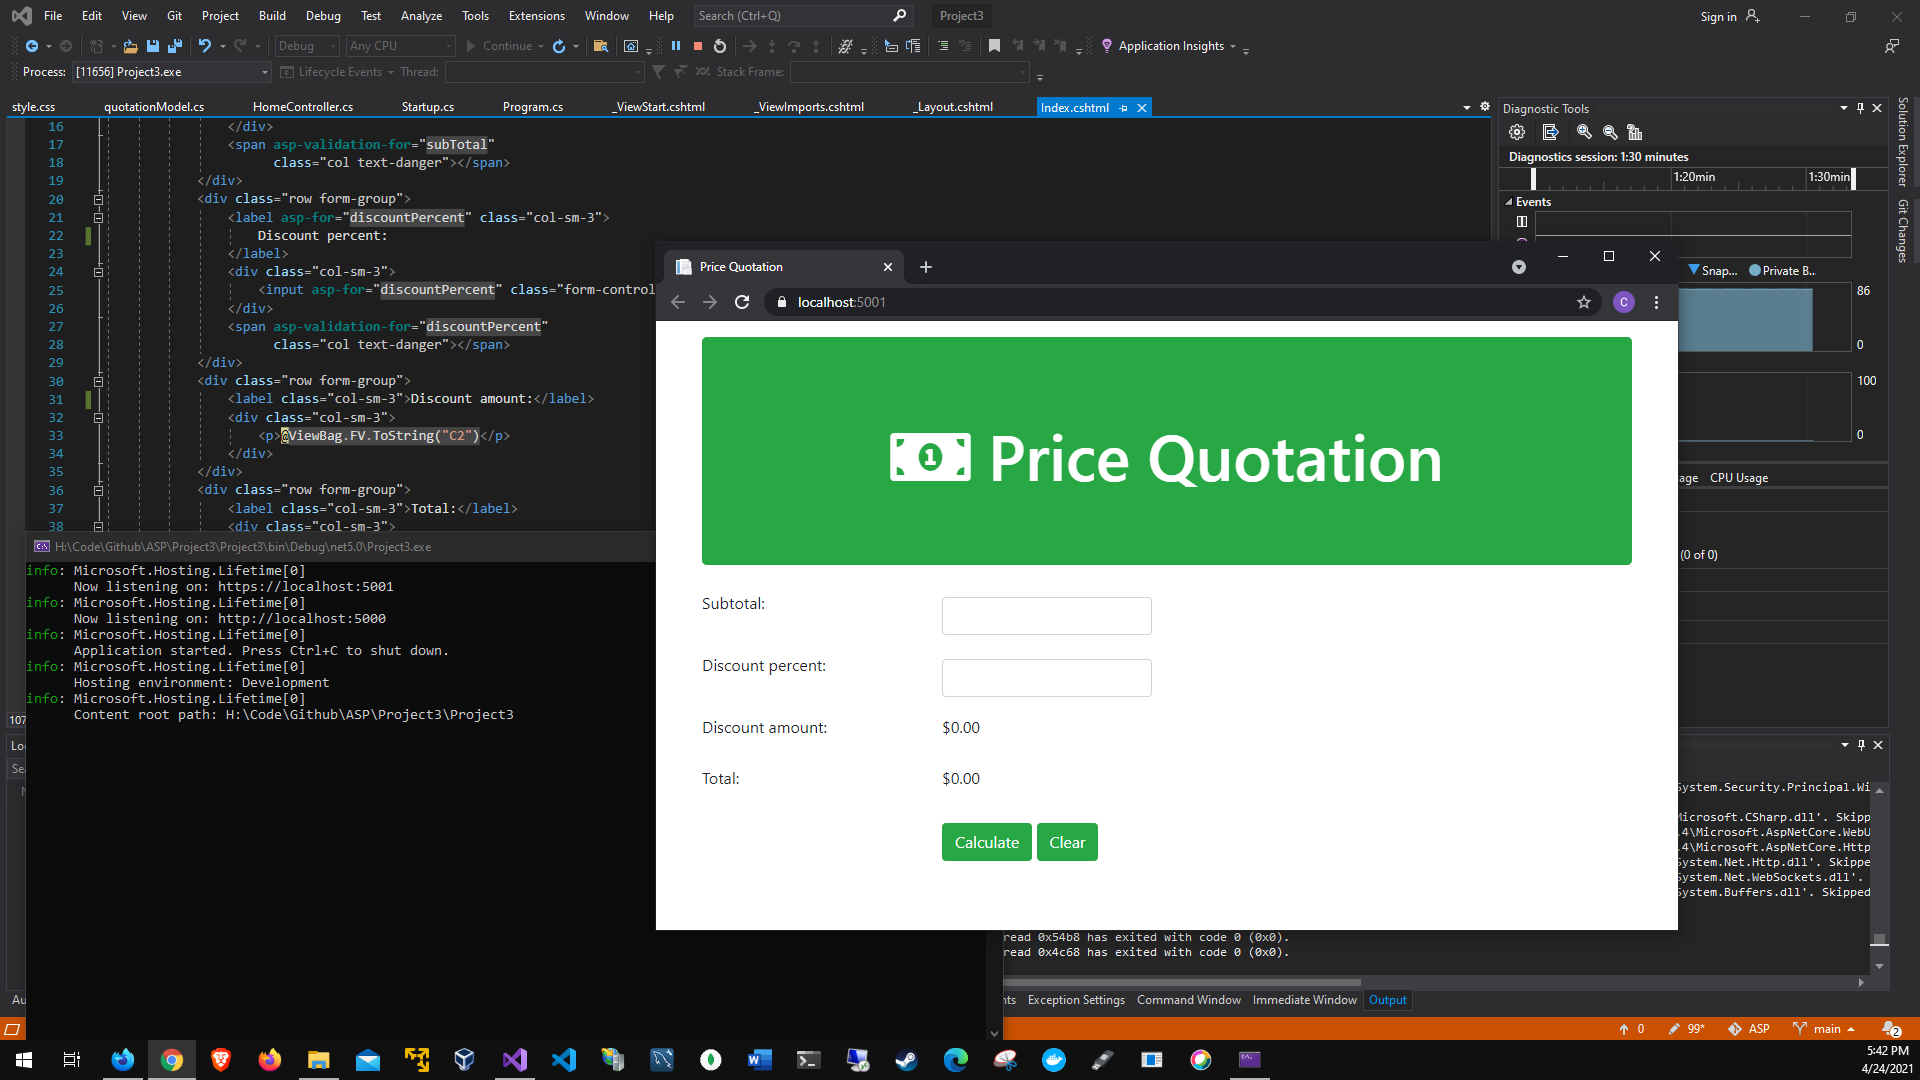 File Edit View Git Project Build Debug Test Analyze Tools Extensions Window Help Search (Ctrl+Q) Project3 Sign in
Debug Any CPU Continue Application Insights
Process: [11656] Project3.exe Lifecycle Events Thread: Stack Frame:
style.css quotationModel.cs HomeController.cs Startup.cs Program.cs _ViewStart.cshtml _ViewImports.cshtml _Layout.cshtml Index.cshtml
16 </div>
17 <span asp-validation-for="subTotal"
18 class="col text-danger"></span>
19 </div>
20 <div class="row form-group">
21 <label asp-for="discountPercent" class="col-sm-3">
22 Discount percent:
23 </label>
24 <div class="col-sm-3">
25 <input asp-for="discountPercent" class="form-control
26 </div>
27 <span asp-validation-for="discountPercent"
28 class="col text-danger"></span>
29 </div>
30 <div class="row form-group">
31 <label class="col-sm-3">Discount amount:</label>
32 <div class="col-sm-3">
33 <p>@ViewBag.FV.ToString("C2")</p>
34 </div>
35 </div>
36 <div class="row form-group">
37 <label class="col-sm-3">Total:</label>
38 <div class="col-sm-3">
H:\Code\Github\ASP\Project3\Project3\bin\Debug\net5.0\Project3.exe
info: Microsoft.Hosting.Lifetime[0]
Now listening on: https://localhost:5001
info: Microsoft.Hosting.Lifetime[0]
Now listening on: http://localhost:5000
info: Microsoft.Hosting.Lifetime[0]
Application started. Press Ctrl+C to shut down.
info: Microsoft.Hosting.Lifetime[0]
Hosting environment: Development
info: Microsoft.Hosting.Lifetime[0]
Content root path: H:\Code\Github\ASP\Project3\Project3
107
Price Quotation
localhost:5001
C
Price Quotation
Subtotal:
Discount percent:
Discount amount: $0.00
Total: $0.00
Calculate Clear
Diagnostic Tools
Diagnostics session: 1:30 minutes
1:20min 1:30min
Events
Snap... Private B...
86
0
100
0
age CPU Usage
(0 of 0)
Solution Explorer
Git Changes
System.Security.Principal.Wi
Microsoft.CSharp.dll'. Skipp
.4\Microsoft.AspNetCore.WebU
.4\Microsoft.AspNetCore.Http
System.Net.Http.dll'. Skippe
System.Net.WebSockets.dll'.
System.Buffers.dll'. Skipped
read 0x54b8 has exited with code 0 (0x0).
read 0x4c68 has exited with code 0 (0x0).
Exception Settings Command Window Immediate Window Output
0 99* ASP main 2
5:42 PM
4/24/2021